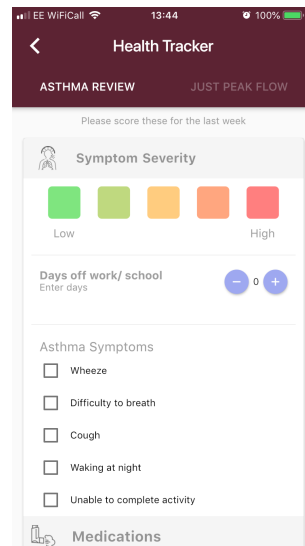 EE WiFiCall 13:44 100%
Health Tracker
ASTHMA REVIEW JUST PEAK FLOW
Please score these for the last week
Symptom Severity
Low High
Days off work/ school
Enter days
0
Asthma Symptoms
Wheeze
Difficulty to breath
Cough
Waking at night
Unable to complete activity
Medications